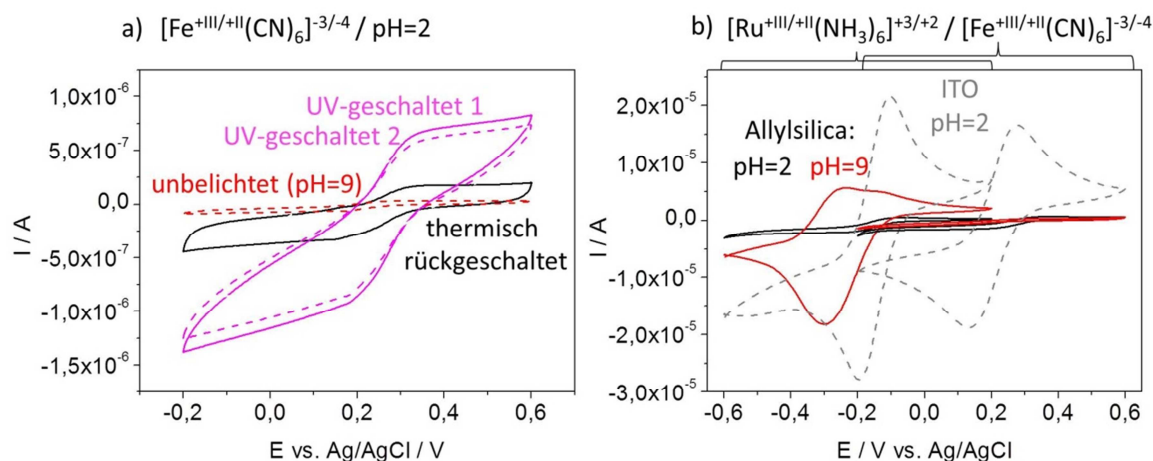 a) [Fe⁺ᴵᴵᴵ/⁺ᴵᴵ(CN)₆]⁻³/⁻⁴ / pH=2
UV-geschaltet 1
UV-geschaltet 2
unbelichtet (pH=9)
thermisch
rückgeschaltet
1,0x10⁻⁶
5,0x10⁻⁷
0,0
-5,0x10⁻⁷
-1,0x10⁻⁶
-1,5x10⁻⁶
I / A
-0,2 0,0 0,2 0,4 0,6
E vs. Ag/AgCl / V
b) [Ru⁺ᴵᴵᴵ/⁺ᴵᴵ(NH₃)₆]⁺³/⁺² / [Fe⁺ᴵᴵᴵ/⁺ᴵᴵ(CN)₆]⁻³/⁻⁴
ITO
pH=2
Allylsilica:
pH=2 pH=9
2,0x10⁻⁵
1,0x10⁻⁵
0,0
-1,0x10⁻⁵
-2,0x10⁻⁵
-3,0x10⁻⁵
I / A
-0,6 -0,4 -0,2 0,0 0,2 0,4 0,6
E / V vs. Ag/AgCl